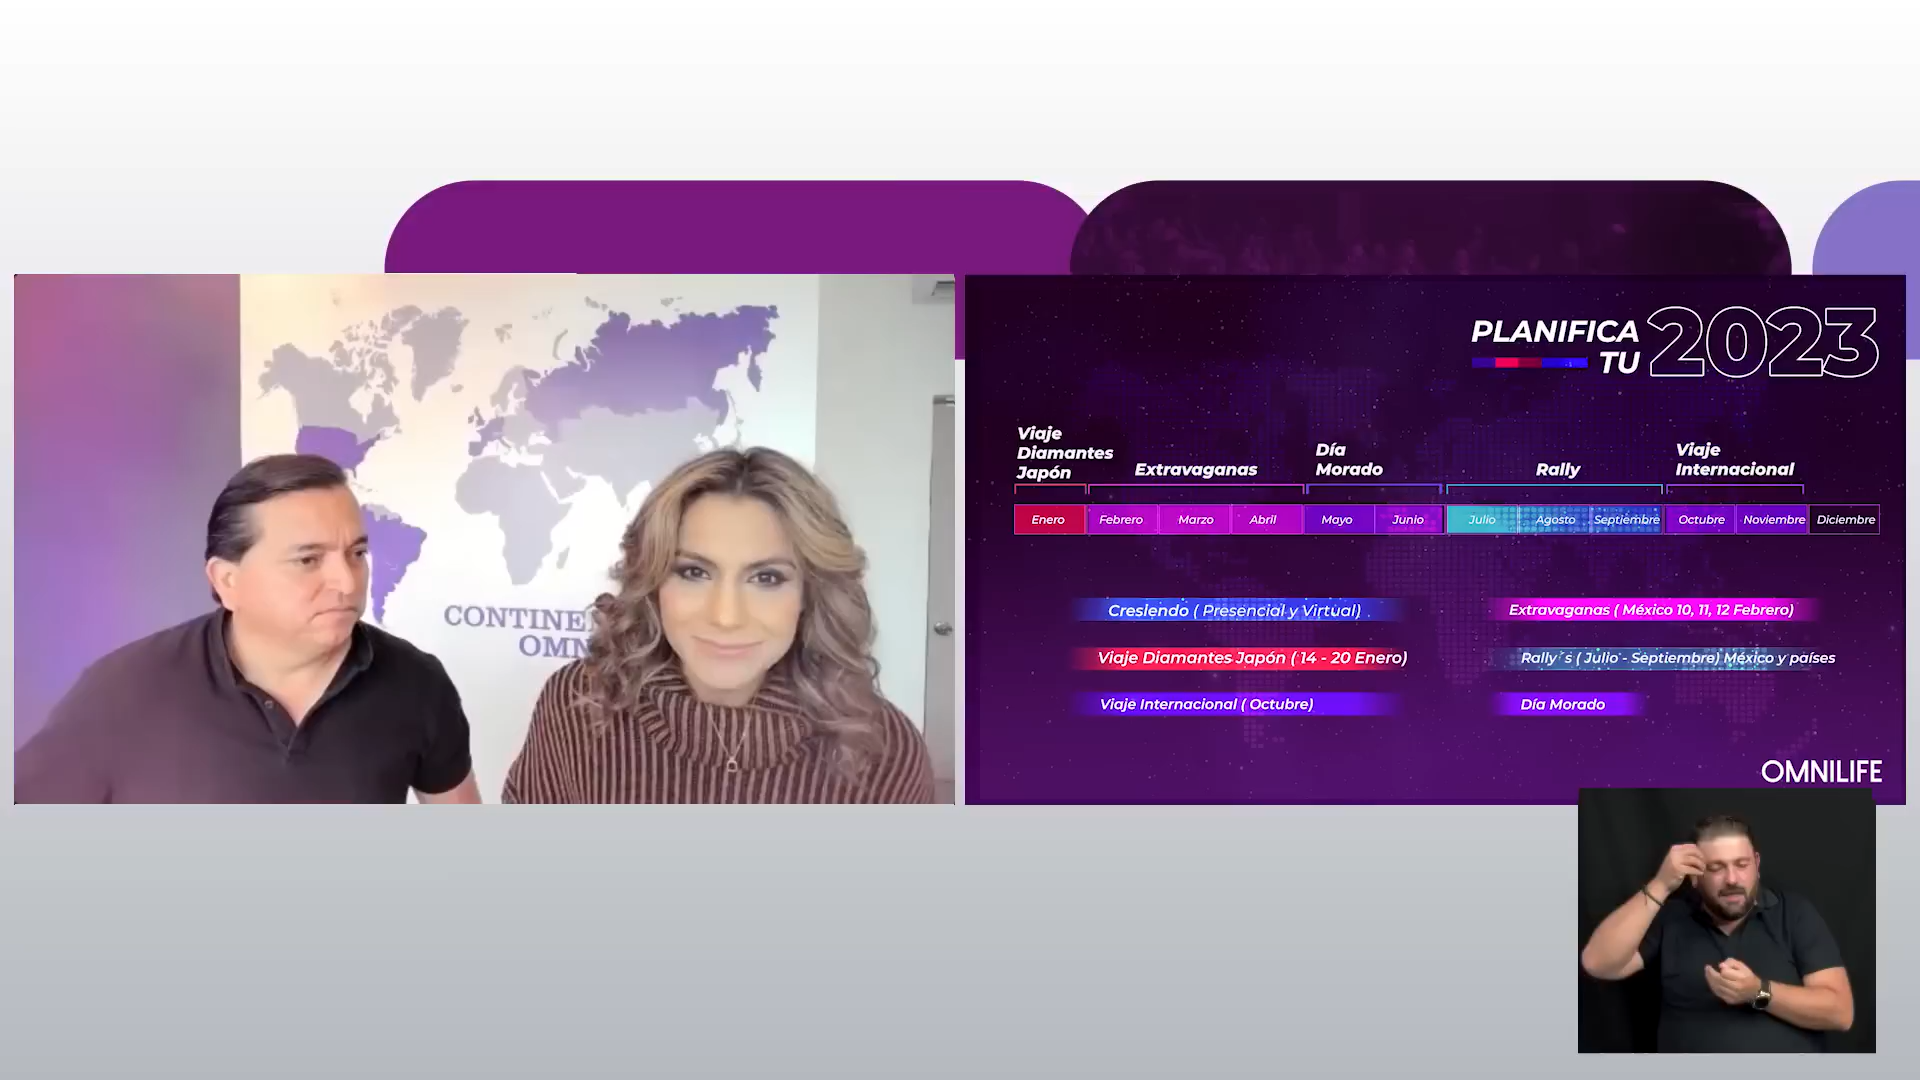 CONTINE
OMN
PLANIFICA
TU 2023
Viaje
Diamantes
Japón
Extravaganas
Día
Morado
Rally
Viaje
Internacional
Enero Febrero Marzo Abril Mayo Junio Julio Agosto Septiembre Octubre Noviembre Diciembre
Creslendo ( Presencial y Virtual)
Extravaganas ( México 10, 11, 12 Febrero)
Viaje Diamantes Japón ( 14 - 20 Enero)
Rally´s ( Julio - Septiembre) México y países
Viaje Internacional ( Octubre)
Día Morado
OMNILIFE